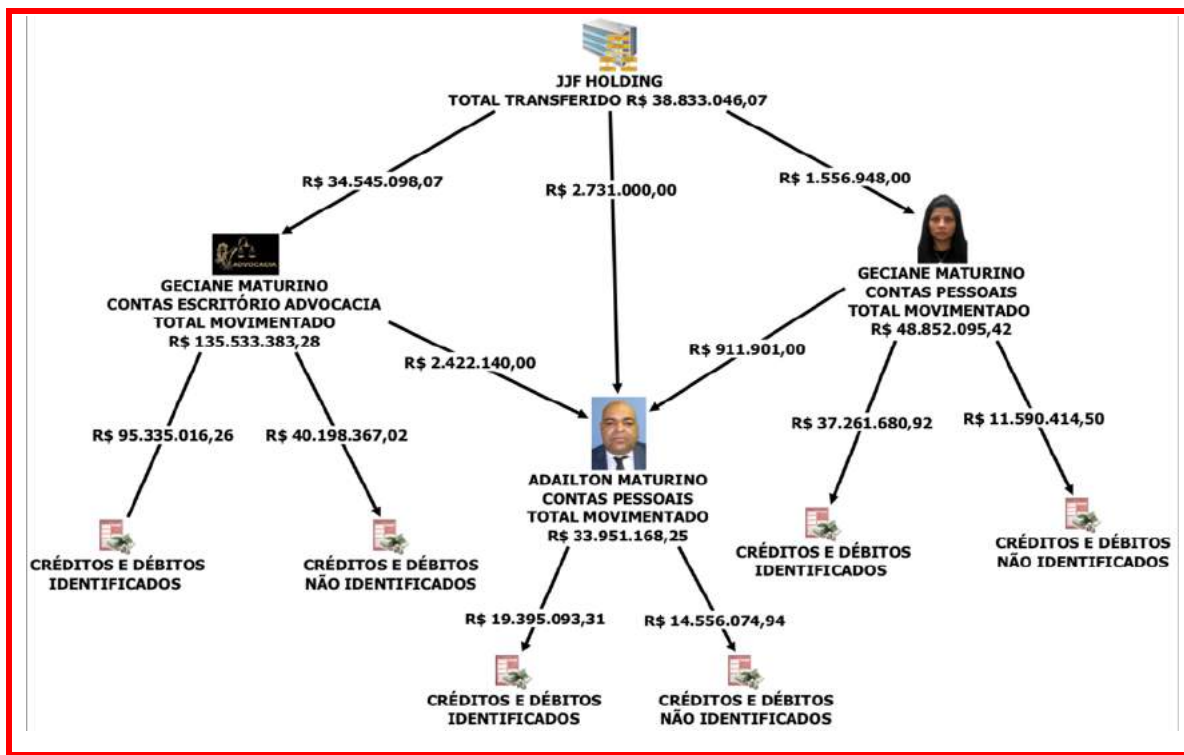 JJF HOLDING
TOTAL TRANSFERIDO R$ 38.833.046,07
R$ 34.545.098,07
R$ 2.731.000,00
R$ 1.556.948,00
ADVOCACIA
GECIANE MATURINO
CONTAS ESCRITÓRIO ADVOCACIA
TOTAL MOVIMENTADO
R$ 135.533.383,28
GECIANE MATURINO
CONTAS PESSOAIS
TOTAL MOVIMENTADO
R$ 48.852.095,42
R$ 2.422.140,00
R$ 911.901,00
R$ 95.335.016,26
R$ 40.198.367,02
R$ 37.261.680,92
R$ 11.590.414,50
ADAILTON MATURINO
CONTAS PESSOAIS
TOTAL MOVIMENTADO
R$ 33.951.168,25
CRÉDITOS E DÉBITOS
IDENTIFICADOS
CRÉDITOS E DÉBITOS
NÃO IDENTIFICADOS
CRÉDITOS E DÉBITOS
IDENTIFICADOS
CRÉDITOS E DÉBITOS
NÃO IDENTIFICADOS
R$ 19.395.093,31
R$ 14.556.074,94
CRÉDITOS E DÉBITOS
IDENTIFICADOS
CRÉDITOS E DÉBITOS
NÃO IDENTIFICADOS